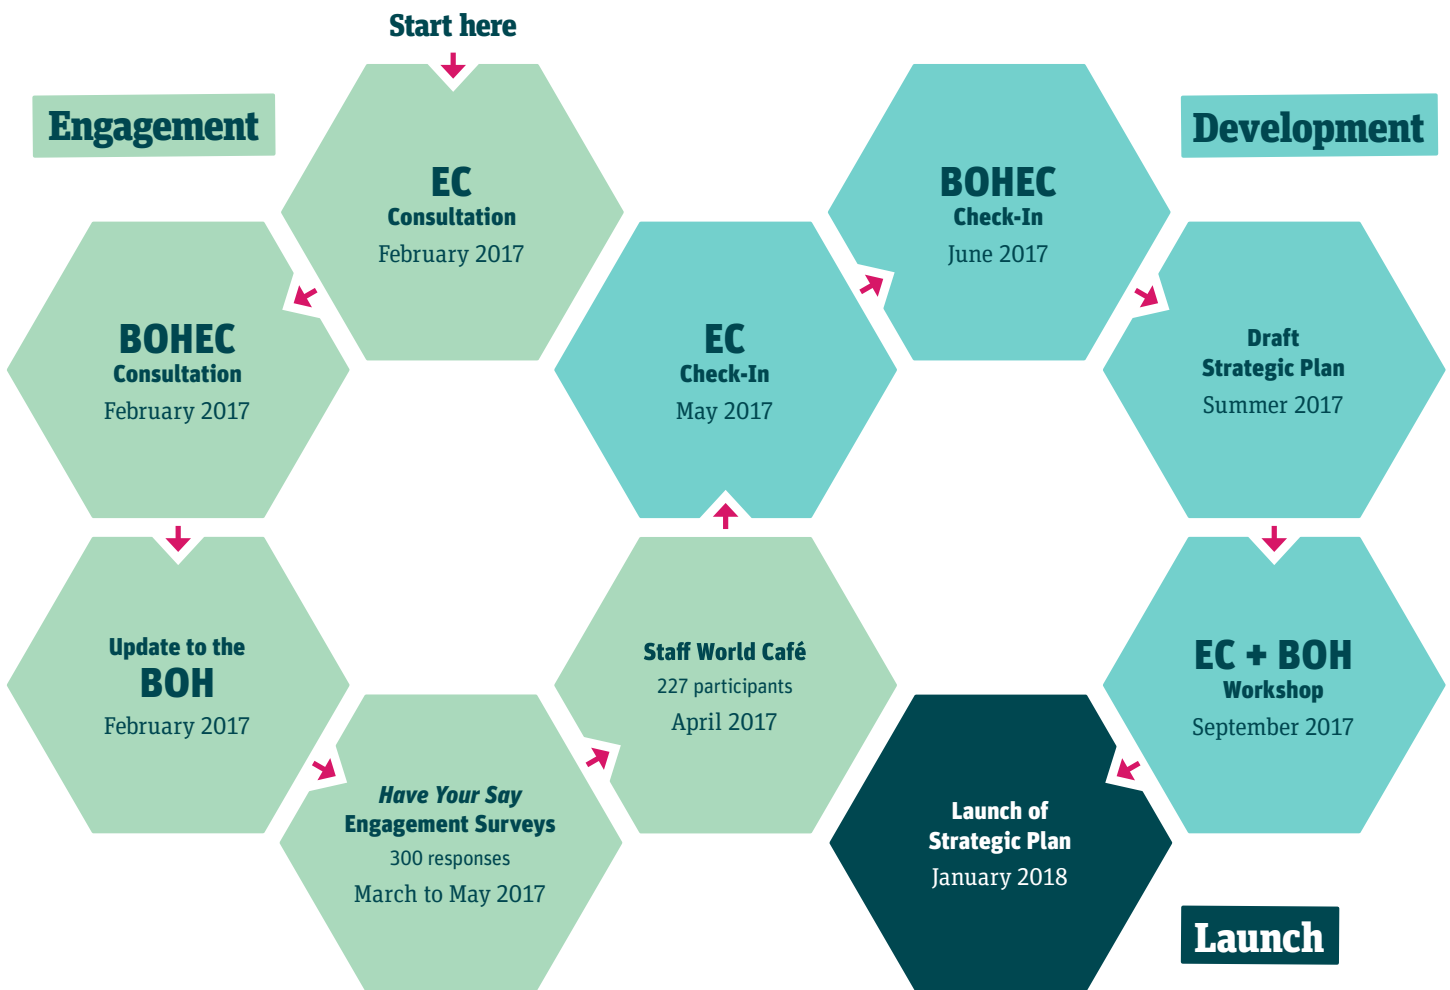 Start here
Engagement
EC
Consultation
February 2017
BOHEC
Consultation
February 2017
Update to the
BOH
February 2017
Have Your Say
Engagement Surveys
300 responses
March to May 2017
Staff World Café
227 participants
April 2017
Development
EC
Check-In
May 2017
BOHEC
Check-In
June 2017
Draft
Strategic Plan
Summer 2017
EC + BOH
Workshop
September 2017
Launch of
Strategic Plan
January 2018
Launch